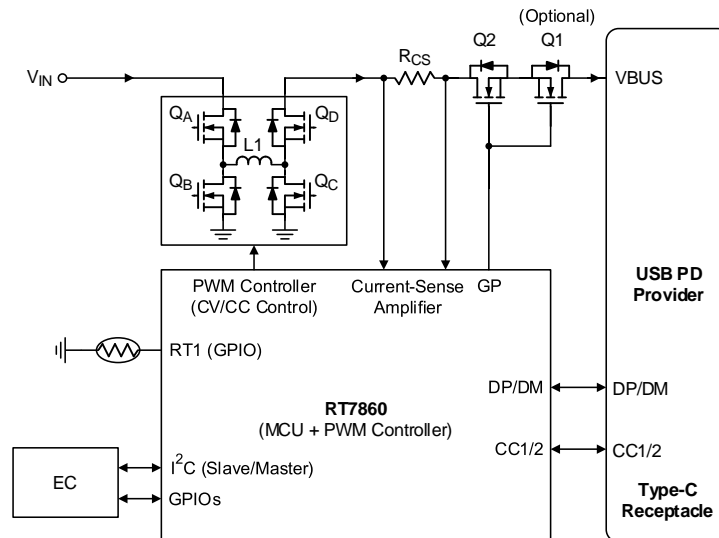 (Optional)
Q2
Q1
RCS
VIN
VBUS
QA
QD
L1
QB
QC
USB PD
Provider
PWM Controller
(CV/CC Control)
Current-Sense
Amplifier
GP
RT1 (GPIO)
DP/DM
DP/DM
RT7860
(MCU + PWM Controller)
CC1/2
CC1/2
EC
I2C (Slave/Master)
GPIOs
Type-C
Receptacle